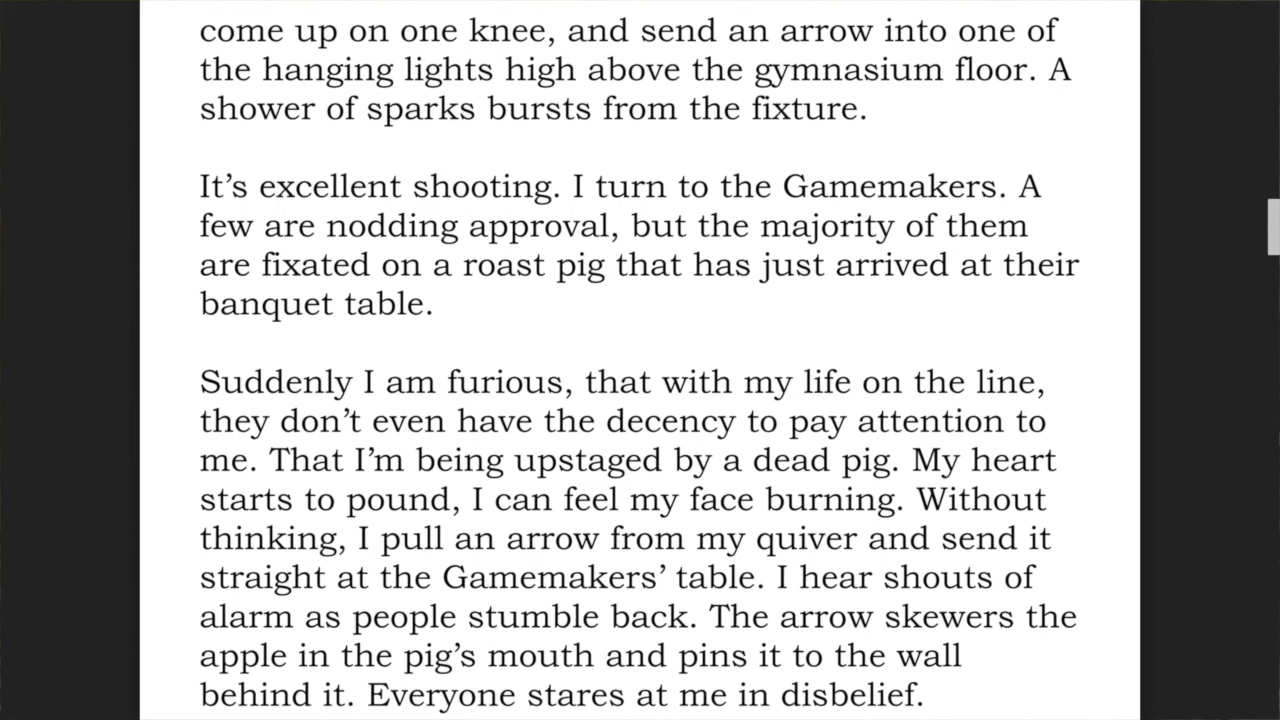 come up on one knee, and send an arrow into one of
the hanging lights high above the gymnasium floor. A
shower of sparks bursts from the fixture.
It’s excellent shooting. I turn to the Gamemakers. A
few are nodding approval, but the majority of them
are fixated on a roast pig that has just arrived at their
banquet table.
Suddenly I am furious, that with my life on the line,
they don’t even have the decency to pay attention to
me. That I’m being upstaged by a dead pig. My heart
starts to pound, I can feel my face burning. Without
thinking, I pull an arrow from my quiver and send it
straight at the Gamemakers’ table. I hear shouts of
alarm as people stumble back. The arrow skewers the
apple in the pig’s mouth and pins it to the wall
behind it. Everyone stares at me in disbelief.